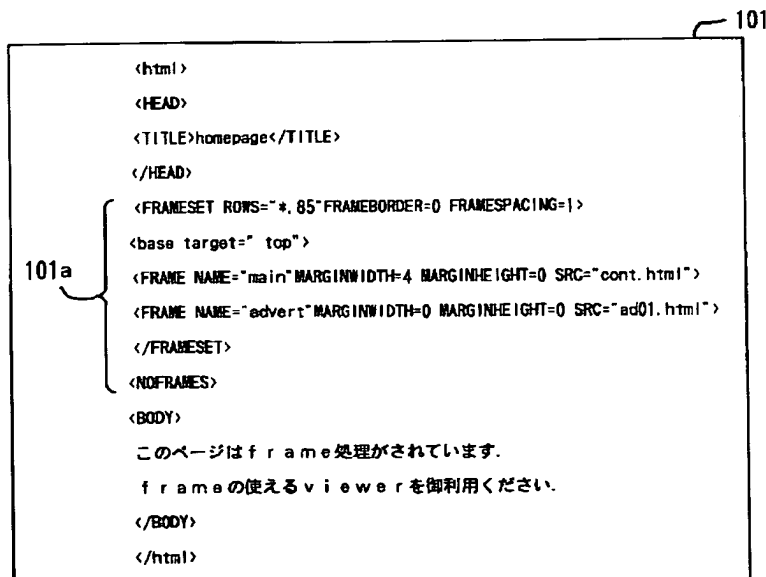 101
<html>
<HEAD>
<TITLE>homepage</TITLE>
</HEAD>
<FRAMESET ROWS="*,85"FRAMEBORDER=0 FRAMESPACING=1>
<base target=" top">
101a
<FRAME NAME="main"MARGINWIDTH=4 MARGINHEIGHT=0 SRC="cont.html">
<FRAME NAME="advert"MARGINWIDTH=0 MARGINHEIGHT=0 SRC="ad01.html">
</FRAMESET>
<NOFRAMES>
<BODY>
このページはｆｒａｍｅ処理がされています.
ｆｒａｍｅの使えるｖｉｅｗｅｒを御利用ください.
</BODY>
</html>